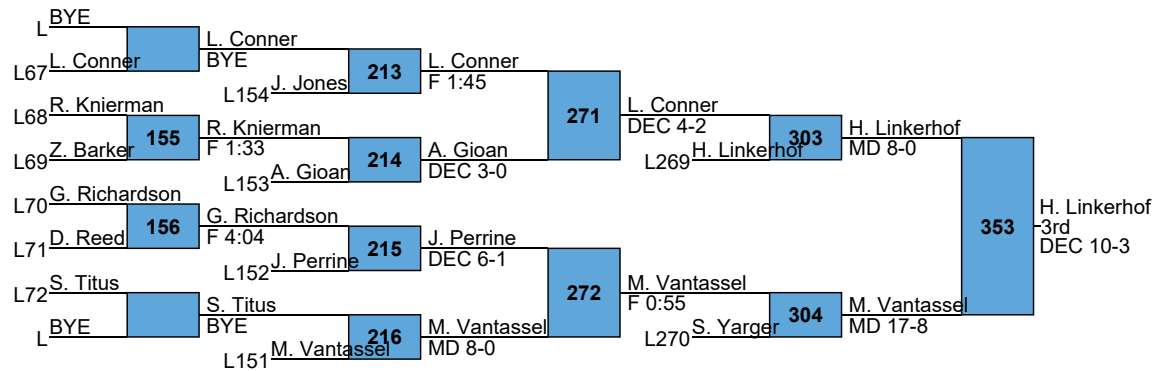 L BYE
L67 L. Conner
L. Conner
BYE
L154 J. Jones
213
L. Conner
F 1:45
L68 R. Knierman
155
L69 Z. Barker
R. Knierman
F 1:33
L153 A. Gioan
214
A. Gioan
DEC 3-0
271
L. Conner
DEC 4-2
L269 H. Linkerhof
303
H. Linkerhof
MD 8-0
L70 G. Richardson
156
L71 D. Reed
G. Richardson
F 4:04
L152 J. Perrine
215
J. Perrine
DEC 6-1
L72 S. Titus
L BYE
S. Titus
BYE
L151 M. Vantassel
216
M. Vantassel
MD 8-0
272
M. Vantassel
F 0:55
L270 S. Yarger
304
M. Vantassel
MD 17-8
353
H. Linkerhof
3rd
DEC 10-3